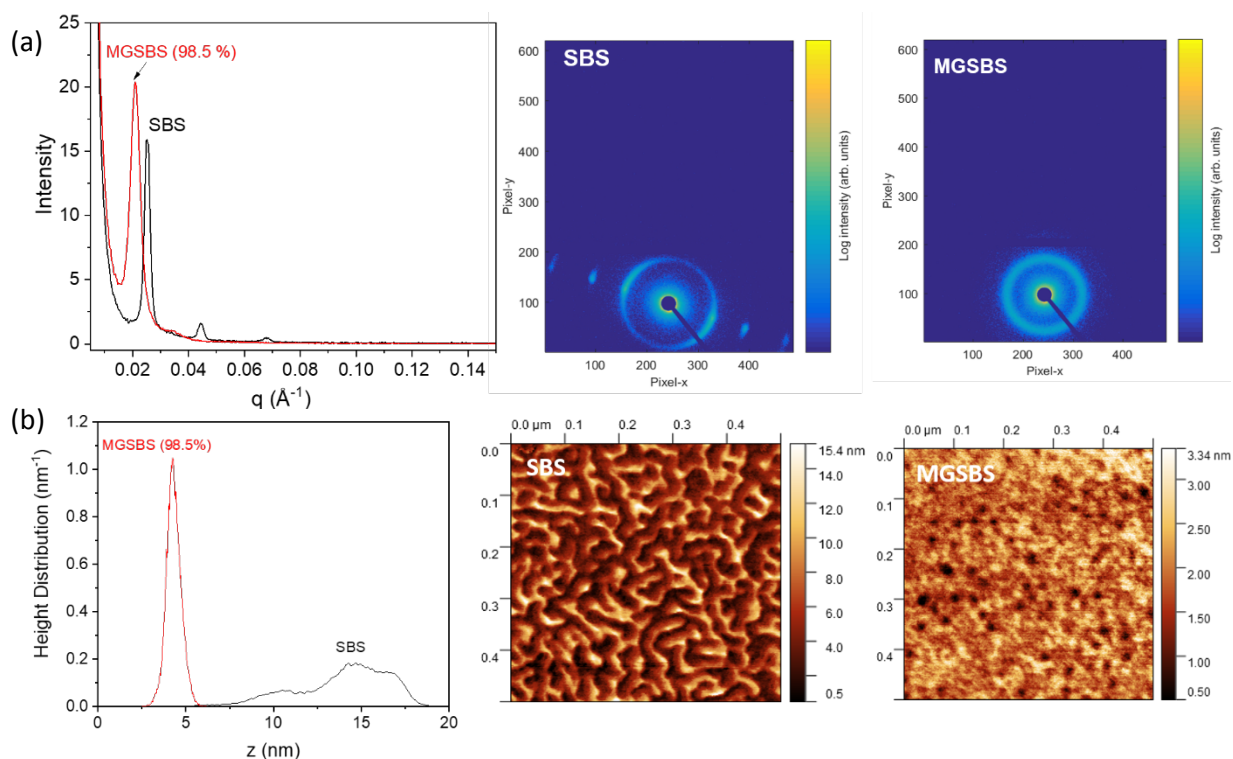 (a)
25
20
15
10
5
0
MGSBS (98.5 %)
SBS
Intensity
0.02 0.04 0.06 0.08 0.10 0.12 0.14
q (Å⁻¹)
SBS
600
500
400
300
200
100
Pixel-y
100 200 300 400
Pixel-x
Log intensity (arb. units)
MGSBS
600
500
400
300
200
100
Pixel-y
100 200 300 400
Pixel-x
Log intensity (arb. units)
(b)
1.2
1.0
0.8
0.6
0.4
0.2
0.0
MGSBS (98.5%)
SBS
Height Distribution (nm⁻¹)
0 5 10 15 20
z (nm)
0.0 µm 0.1 0.2 0.3 0.4
0.0
0.1
0.2
0.3
0.4
SBS
15.4 nm
12.0
10.0
8.0
6.0
4.0
0.5
0.0 µm 0.1 0.2 0.3 0.4
0.0
0.1
0.2
0.3
0.4
MGSBS
3.34 nm
3.00
2.50
2.00
1.50
1.00
0.50